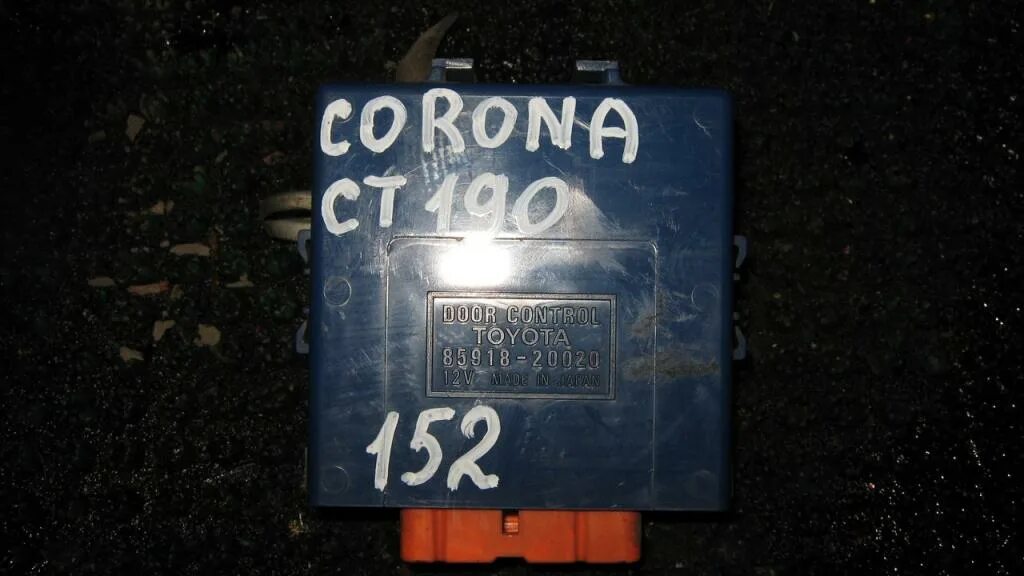 CORONA
CT 190
DOOR CONTROL
TOYOTA
85918-20020
12V MADE IN JAPAN
152